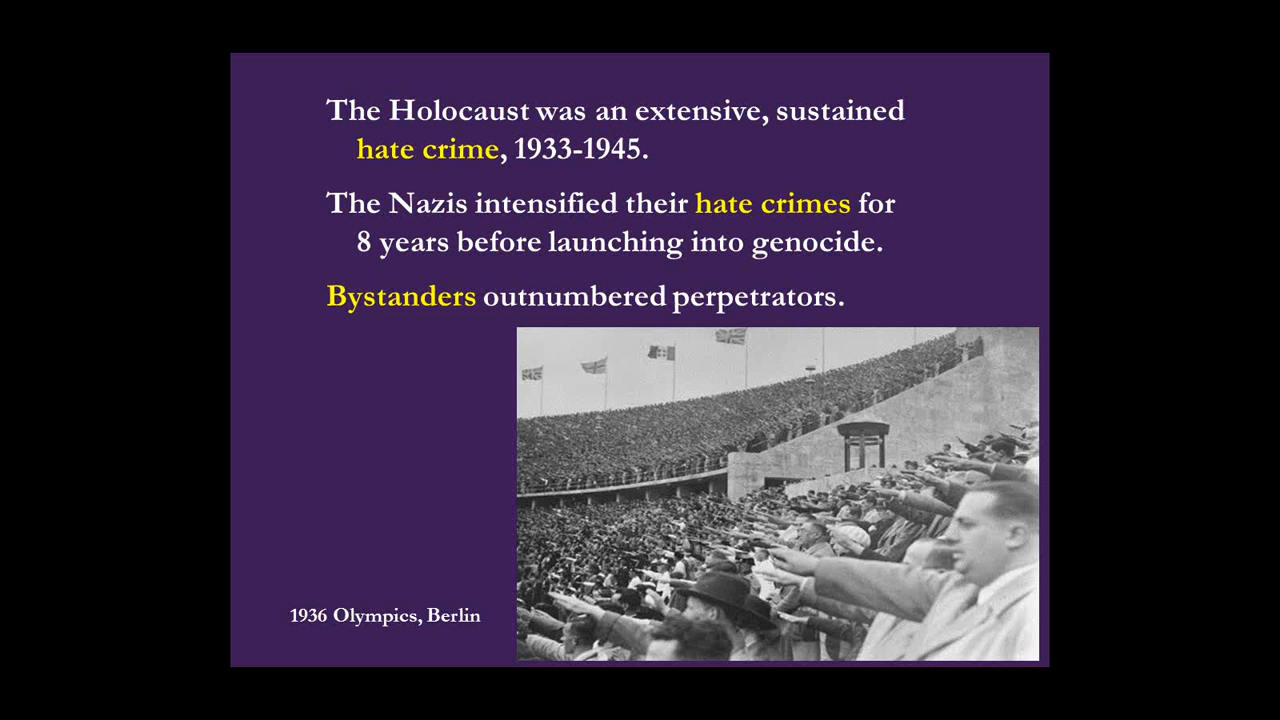 The Holocaust was an extensive, sustained
hate crime, 1933-1945.
The Nazis intensified their hate crimes for
8 years before launching into genocide.
Bystanders outnumbered perpetrators.
1936 Olympics, Berlin